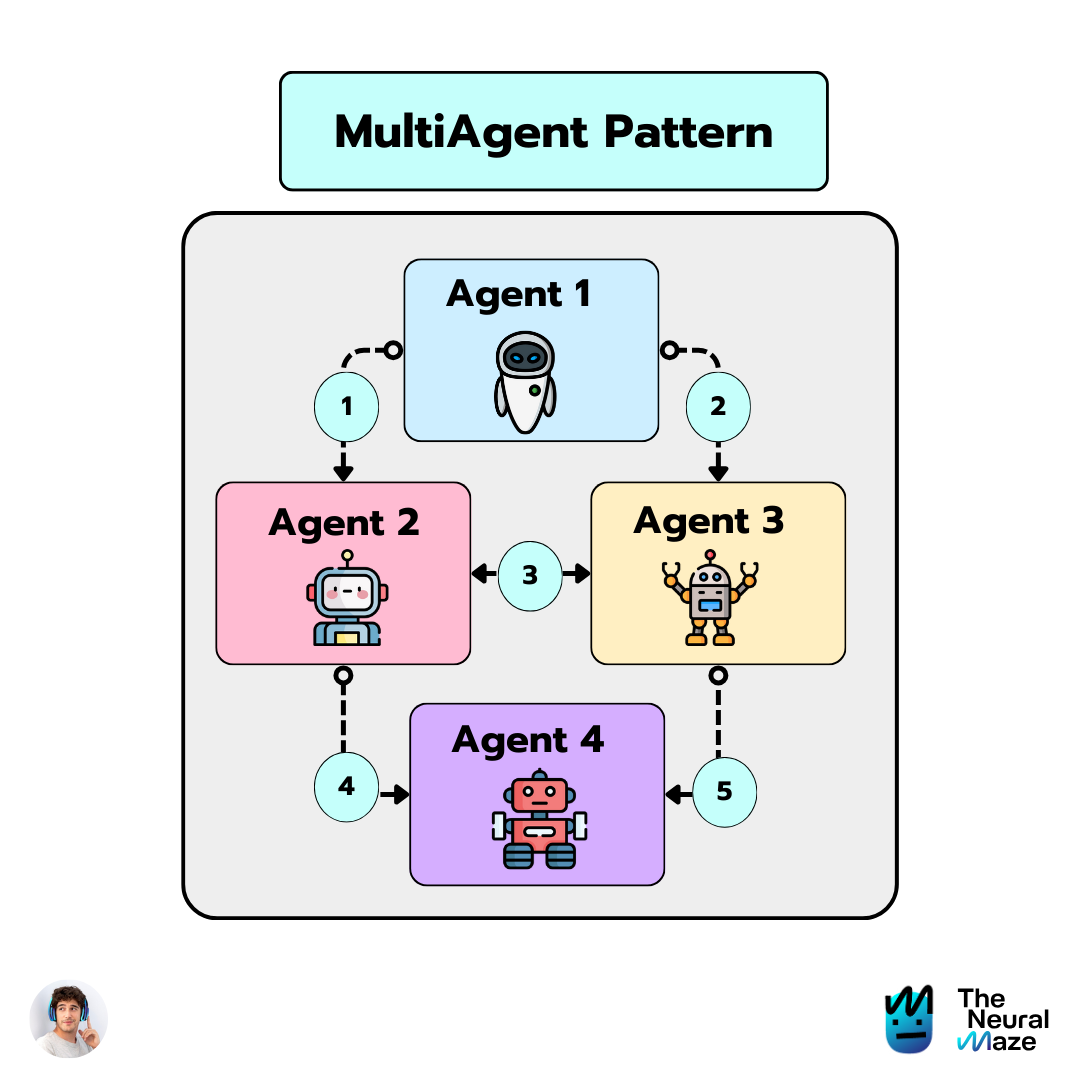 MultiAgent Pattern
Agent 1
1
2
Agent 2
Agent 3
3
Agent 4
4
5
The
Neural
Maze